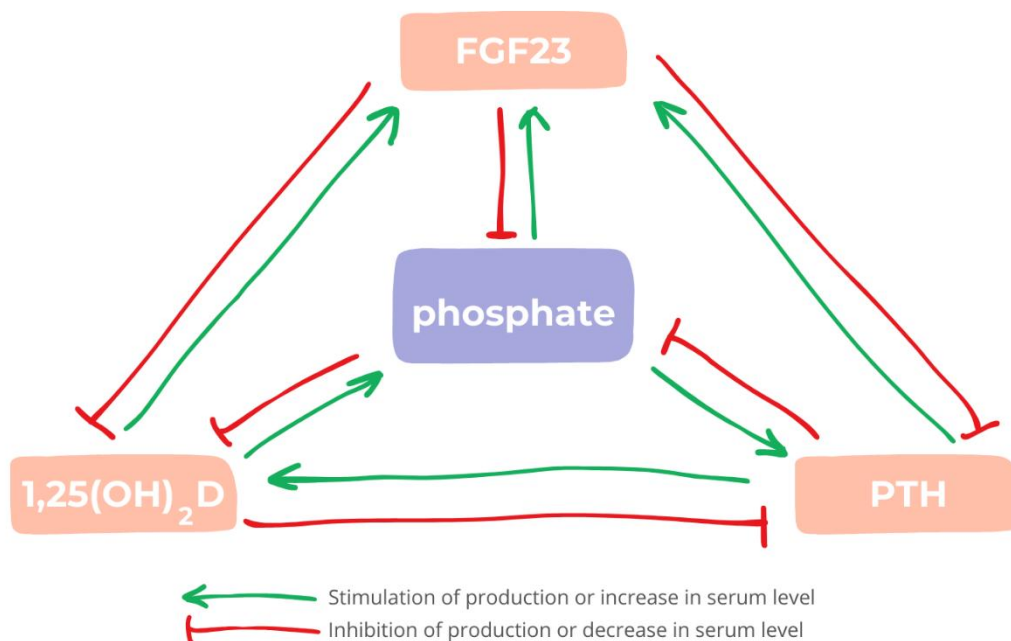 FGF23
phosphate
1,25(OH)₂D
PTH
Stimulation of production or increase in serum level
Inhibition of production or decrease in serum level